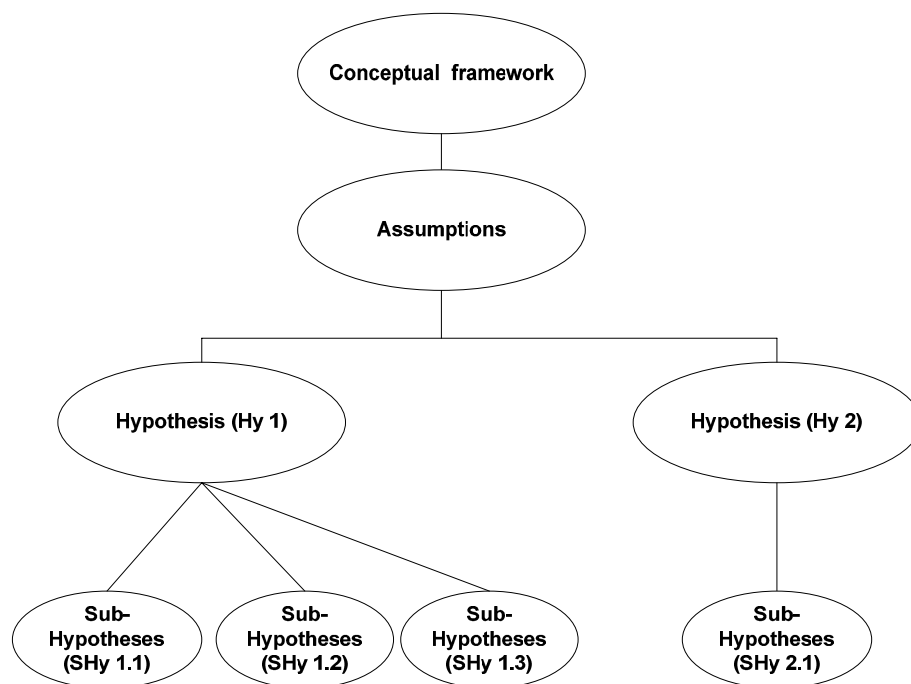 Conceptual framework
Assumptions
Hypothesis (Hy 1)
Hypothesis (Hy 2)
Sub-
Hypotheses
(SHy 1.1)
Sub-
Hypotheses
(SHy 1.2)
Sub-
Hypotheses
(SHy 1.3)
Sub-
Hypotheses
(SHy 2.1)